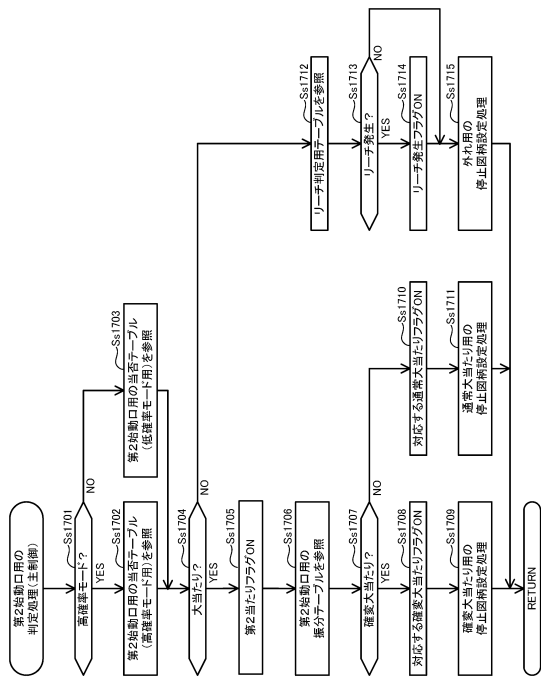 第2始動口用の
判定処理(主制御)
Ss1701
高確率モード?
YES
NO
Ss1702
第2始動口用の当否テーブル
(高確率モード用)を参照
Ss1703
第2始動口用の当否テーブル
(低確率モード用)を参照
Ss1704
大当たり?
YES
NO
Ss1705
第2当たりフラグON
Ss1706
第2始動口用の
振分テーブルを参照
Ss1707
確変大当たり?
YES
NO
Ss1708
対応する確変大当たりフラグON
Ss1709
確変大当たり用の
停止図柄設定処理
Ss1710
対応する通常大当たりフラグON
Ss1711
通常大当たり用の
停止図柄設定処理
Ss1712
リーチ判定用テーブルを参照
Ss1713
リーチ発生?
YES
NO
Ss1714
リーチ発生フラグON
Ss1715
外れ用の
停止図柄設定処理
RETURN